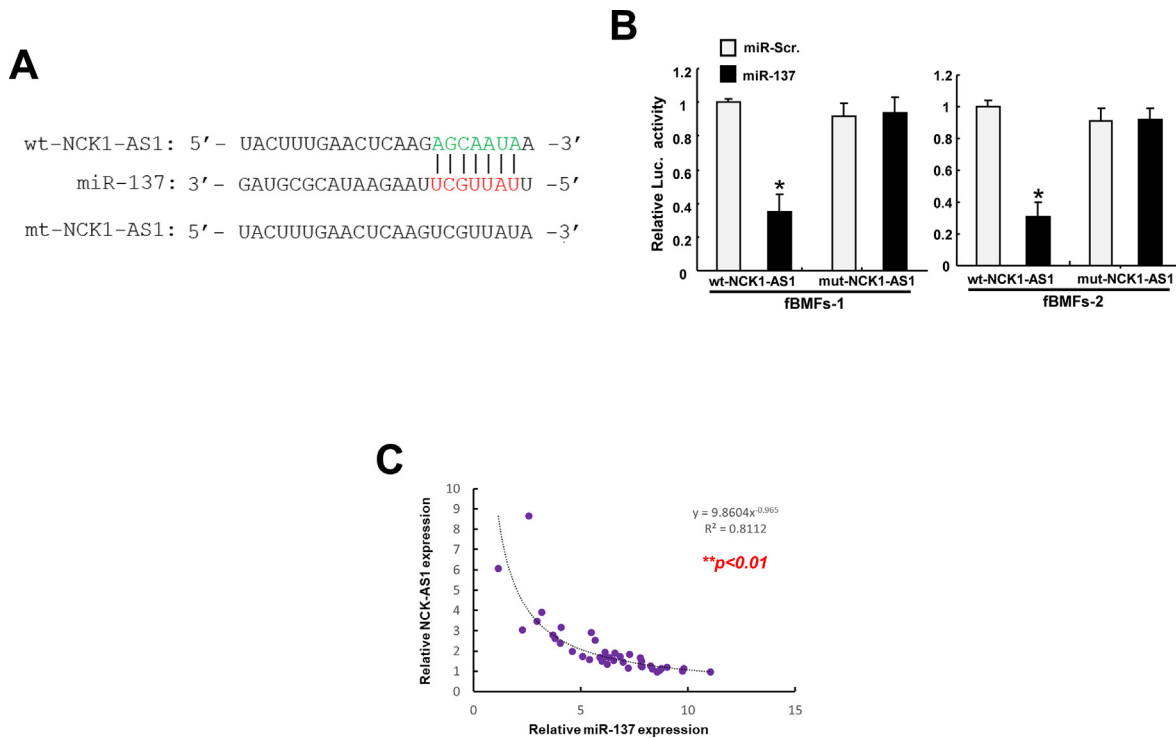 A
wt-NCK1-AS1: 5’- UACUUUGAACUCAAGAGCAAUAA -3’
miR-137: 3’- GAUGCGCAUAAGAAUUCGUUAUU -5’
mt-NCK1-AS1: 5’- UACUUUGAACUCAAGUCGUUAUA -3’
B
miR-Scr.
miR-137
Relative Luc. activity
1.2
1
0.8
0.6
0.4
0.2
0
*
wt-NCK1-AS1 mut-NCK1-AS1
fBMFs-1
1.2
1
0.8
0.6
0.4
0.2
0
*
wt-NCK1-AS1 mut-NCK1-AS1
fBMFs-2
C
Relative NCK-AS1 expression
10
9
8
7
6
5
4
3
2
1
0
y = 9.8604x^-0.965
R² = 0.8112
**p<0.01
0 5 10 15
Relative miR-137 expression